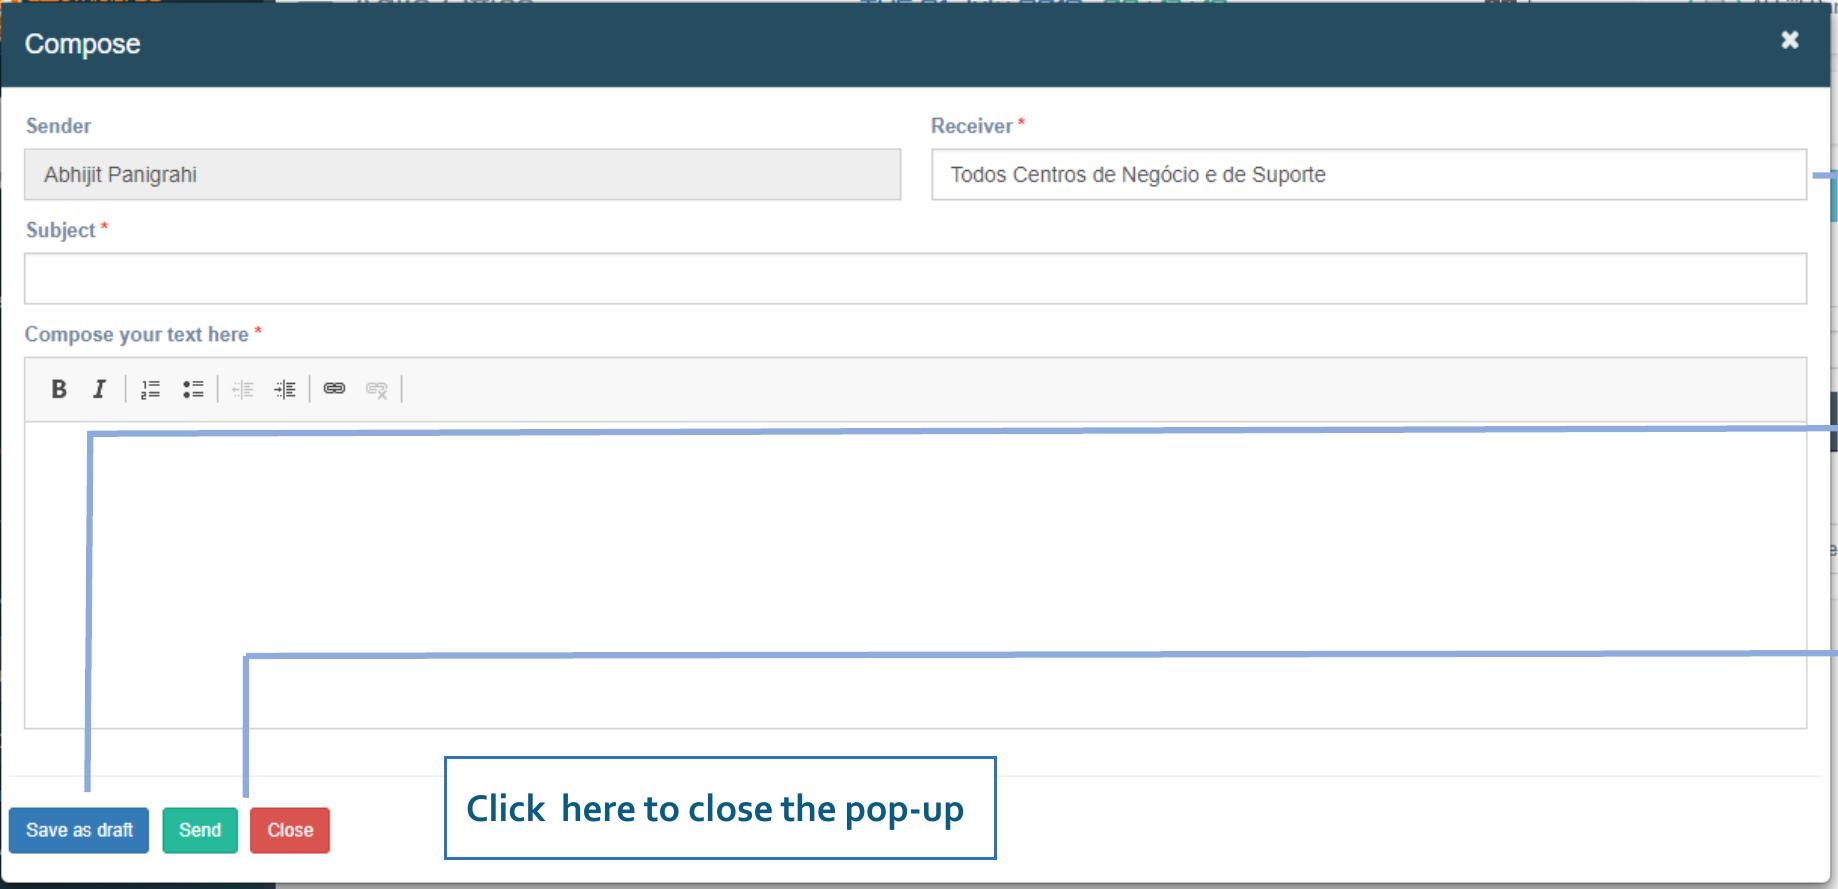 Compose
Sender
Receiver *
Abhijit Panigrahi
Todos Centros de Negócio e de Suporte
Subject *
Compose your text here *
B I
Click here to close the pop-up
Save as draft
Send
Close